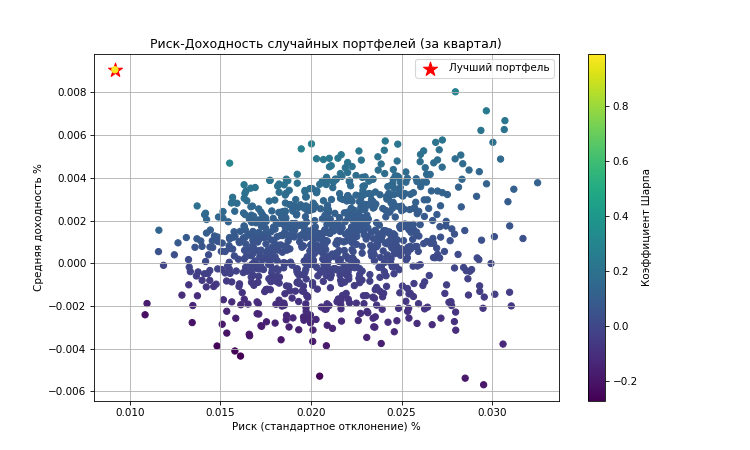 Риск-Доходность случайных портфелей (за квартал)
Лучший портфель
0.008
0.006
0.004
0.002
0.000
−0.002
−0.004
−0.006
Средняя доходность %
0.010 0.015 0.020 0.025 0.030
Риск (стандартное отклонение) %
0.8
0.6
0.4
0.2
0.0
−0.2
Коэффициент Шарпа